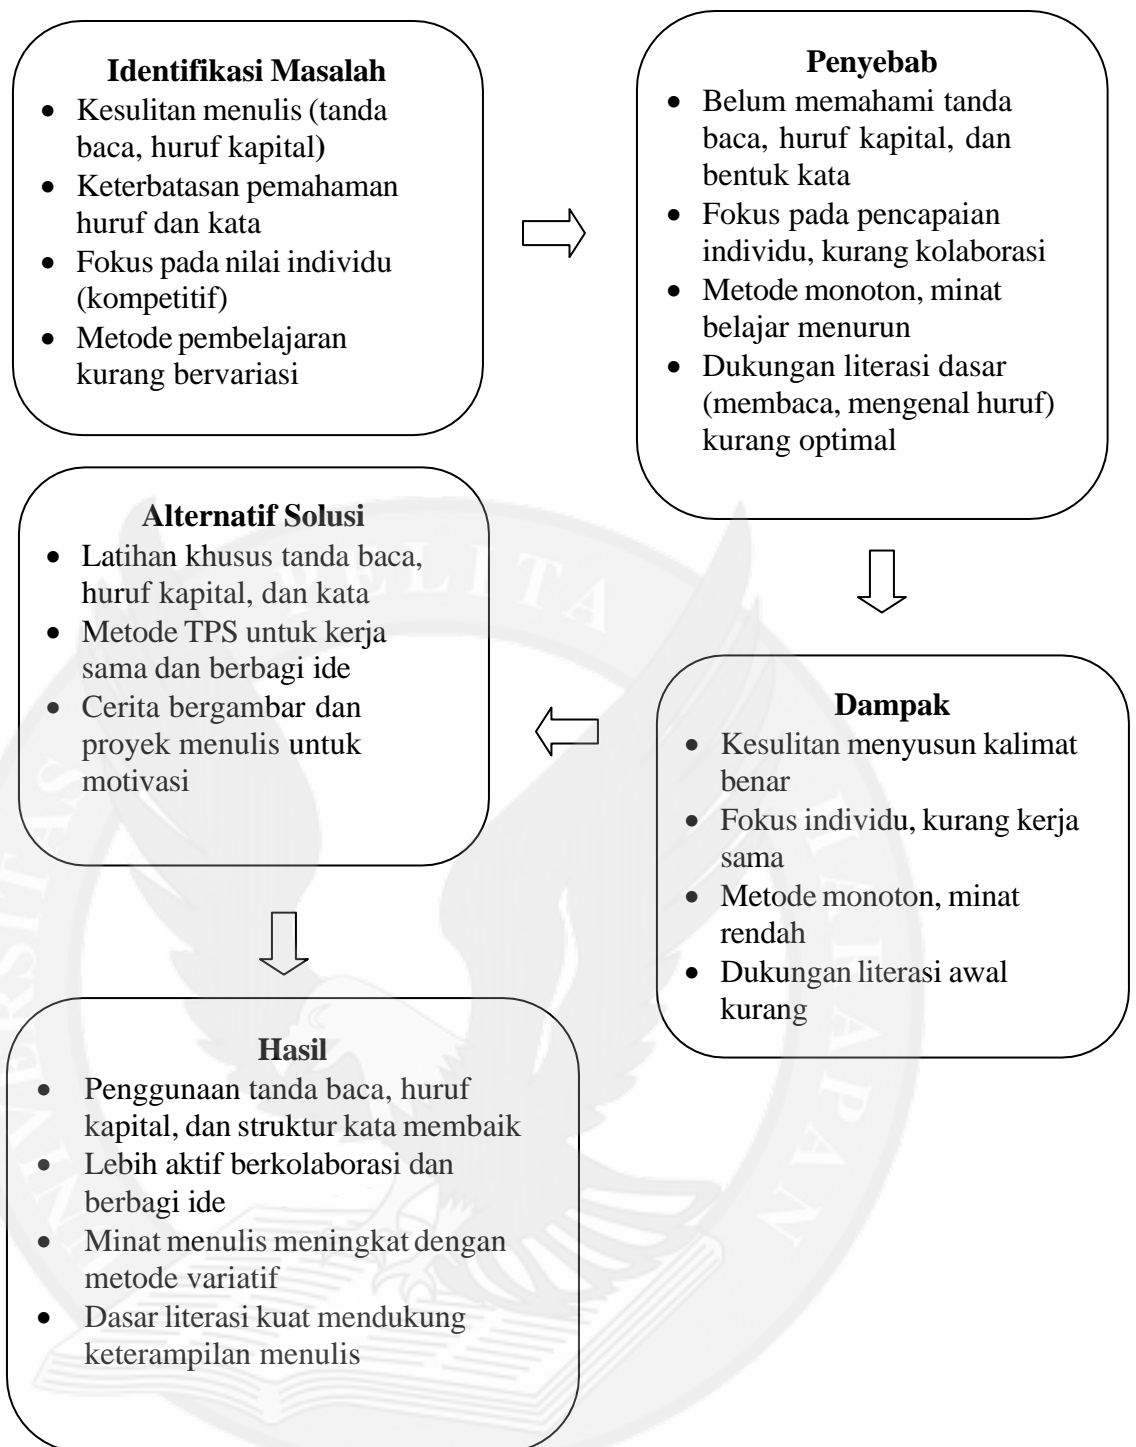 Identifikasi Masalah
• Kesulitan menulis (tanda
baca, huruf kapital)
• Keterbatasan pemahaman
huruf dan kata
• Fokus pada nilai individu
(kompetitif)
• Metode pembelajaran
kurang bervariasi
Penyebab
• Belum memahami tanda
baca, huruf kapital, dan
bentuk kata
• Fokus pada pencapaian
individu, kurang kolaborasi
• Metode monoton, minat
belajar menurun
• Dukungan literasi dasar
(membaca, mengenal huruf)
kurang optimal
Dampak
• Kesulitan menyusun kalimat
benar
• Fokus individu, kurang kerja
sama
• Metode monoton, minat
rendah
• Dukungan literasi awal
kurang
Alternatif Solusi
• Latihan khusus tanda baca,
huruf kapital, dan kata
• Metode TPS untuk kerja
sama dan berbagi ide
• Cerita bergambar dan
proyek menulis untuk
motivasi
Hasil
• Penggunaan tanda baca, huruf
kapital, dan struktur kata membaik
• Lebih aktif berkolaborasi dan
berbagi ide
• Minat menulis meningkat dengan
metode variatif
• Dasar literasi kuat mendukung
keterampilan menulis
UNIVERSITAS PELITA HARAPAN